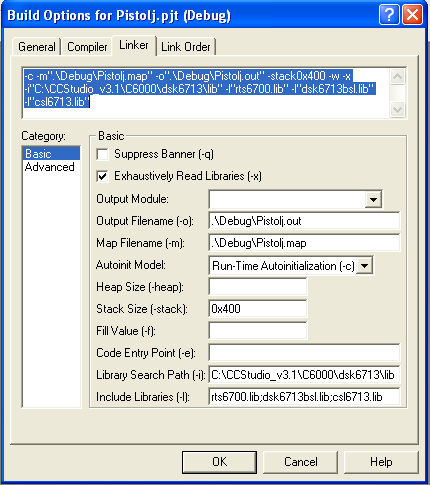 Build Options for Pistolj.pjt (Debug)
General Compiler Linker Link Order
-c -m".\Debug\Pistolj.map" -o".\Debug\Pistolj.out" -stack0x400 -w -x
-i"C:\CCStudio_v3.1\C6000\dsk6713\lib" -l"rts6700.lib" -l"dsk6713bsl.lib"
-l"csl6713.lib"
Category:
Basic
Advanced
Basic
Suppress Banner (-q)
Exhaustively Read Libraries (-x)
Output Module:
Output Filename (-o): .\Debug\Pistolj.out
Map Filename (-m): .\Debug\Pistolj.map
Autoinit Model: Run-Time Autoinitialization (-c)
Heap Size (-heap):
Stack Size (-stack): 0x400
Fill Value (-f):
Code Entry Point (-e):
Library Search Path (-i): C:\CCStudio_v3.1\C6000\dsk6713\lib
Include Libraries (-l): rts6700.lib;dsk6713bsl.lib;csl6713.lib
OK Cancel Help